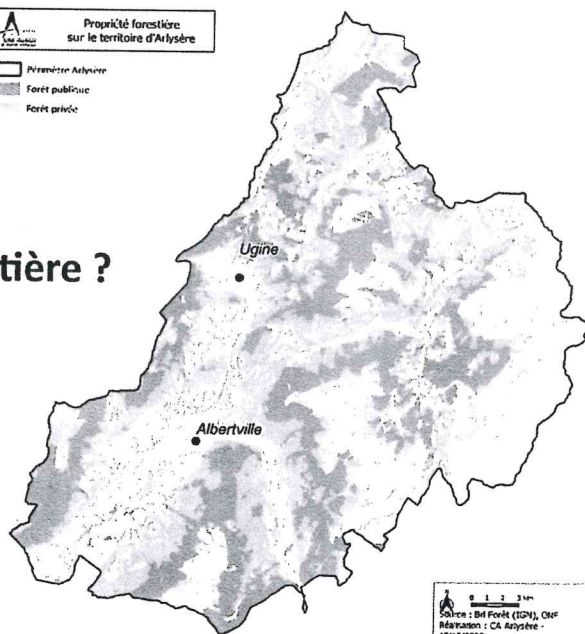 Propriété forestière
sur le territoire d'Arlysère
Périmètre Arlysère
Forêt publique
Forêt privée
tière ?
Ugine
Albertville
0 1 2 3 km
Source : Bd Forêt (IGN), ONF
Réalisation : CA Arlysère -